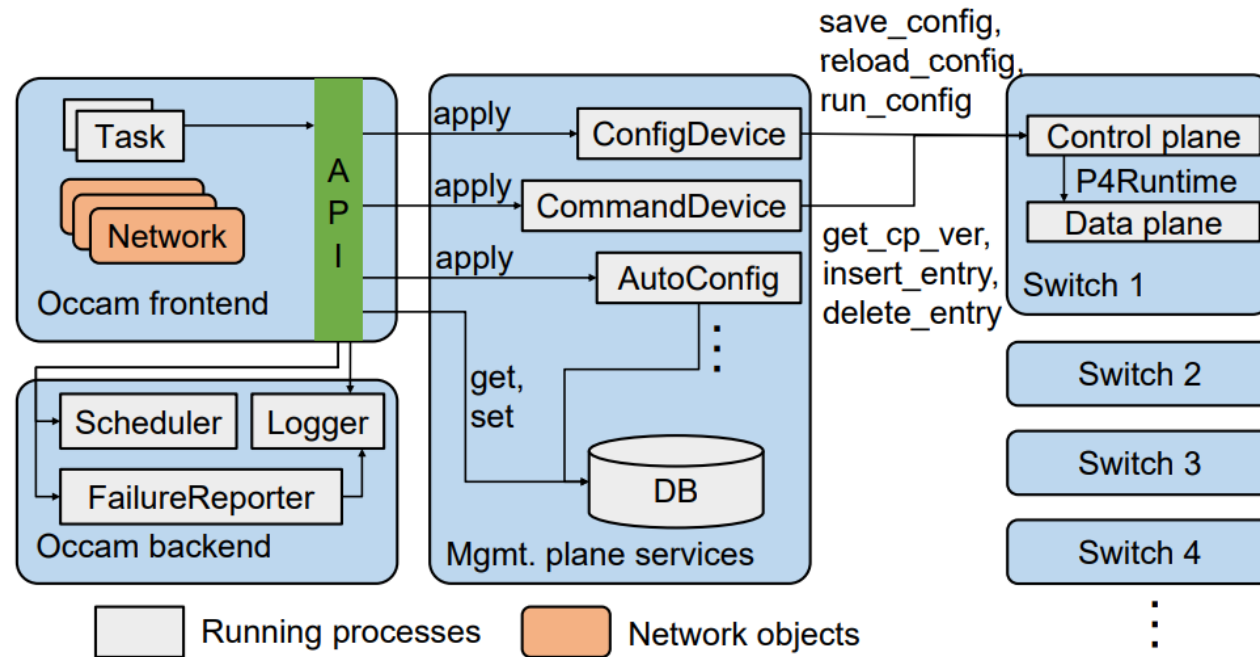 save_config,
reload_config,
run_config
Task
A
P
I
Network
Occam frontend
apply
ConfigDevice
apply
CommandDevice
apply
AutoConfig
get,
set
DB
Mgmt. plane services
Control plane
P4Runtime
Data plane
Switch 1
get_cp_ver,
insert_entry,
delete_entry
Scheduler
Logger
FailureReporter
Occam backend
Switch 2
Switch 3
Switch 4
Running processes
Network objects